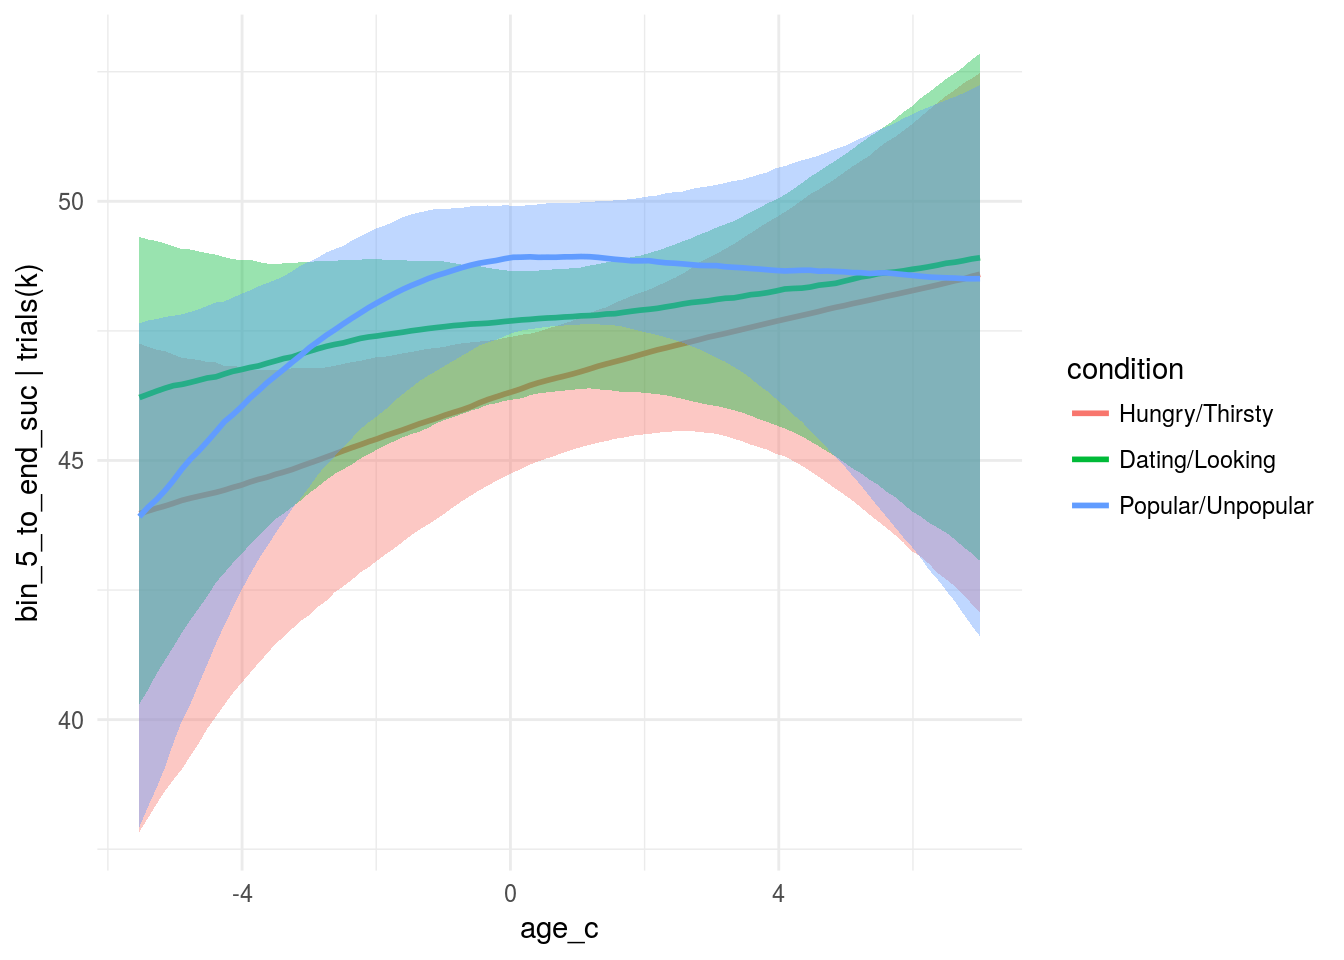 bin_5_to_end_suc | trials(k)
50
45
40
-4
0
4
age_c
condition
Hungry/Thirsty
Dating/Looking
Popular/Unpopular